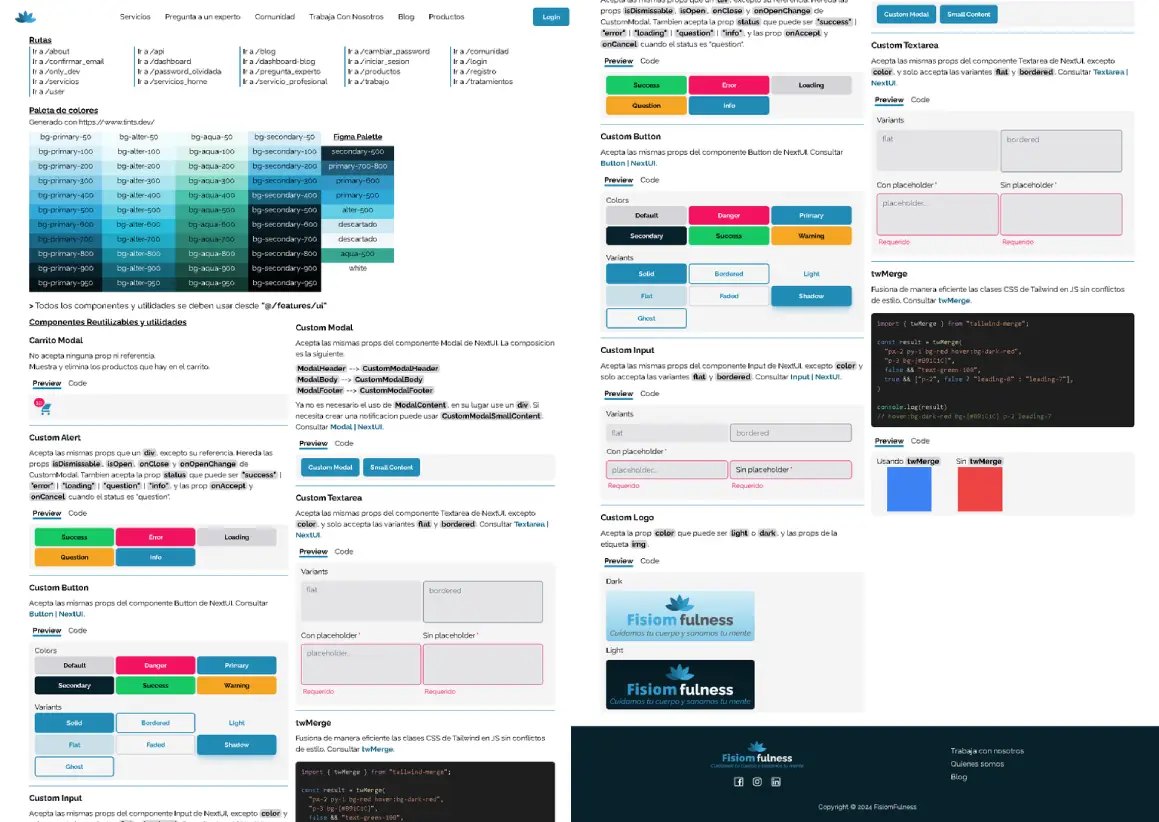 Servicios
Pregunta a un experto
Comunidad
Trabaja Con Nosotros
Blog
Productos
Login
Rutas
Ir a /about
Ir a /confirmar_email
Ir a /only_dev
Ir a /servicios
Ir a /user
Ir a /api
Ir a /dashboard
Ir a /password_olvidada
Ir a /servicios_home
Ir a /blog
Ir a /dashboard-blog
Ir a /pregunta_experto
Ir a /servicio_profesional
Ir a /cambiar_password
Ir a /iniciar_sesion
Ir a /productos
Ir a /trabajo
Ir a /comunidad
Ir a /login
Ir a /registro
Ir a /tratamientos
Paleta de colores
Generado con https://www.tints.dev/
bg-primary-50 bg-alter-50 bg-aqua-50 bg-secondary-50 Figma Palette
bg-primary-100 bg-alter-100 bg-aqua-100 bg-secondary-100 secondary-500
bg-primary-200 bg-alter-200 bg-aqua-200 bg-secondary-200 primary-700-800
bg-primary-300 bg-alter-300 bg-aqua-300 bg-secondary-300 primary-600
bg-primary-400 bg-alter-400 bg-aqua-400 bg-secondary-400 primary-500
bg-primary-500 bg-alter-500 bg-aqua-500 bg-secondary-500 alter-500
bg-primary-600 bg-alter-600 bg-aqua-600 bg-secondary-600 descartado
bg-primary-700 bg-alter-700 bg-aqua-700 bg-secondary-700 descartado
bg-primary-800 bg-alter-800 bg-aqua-800 bg-secondary-800 aqua-500
bg-primary-900 bg-alter-900 bg-aqua-900 bg-secondary-900 white
bg-primary-950 bg-alter-950 bg-aqua-950 bg-secondary-950
> Todos los componentes y utilidades se deben usar desde "@/features/ui"
Componentes Reutilizables y utilidades
Carrito Modal
No acepta ninguna prop ni referencia.
Muestra y elimina los productos que hay en el carrito.
Preview Code
10
Custom Alert
Acepta las mismas props que un div, excepto su referencia. Hereda las
props isDismissable, isOpen, onClose y onOpenChange de
CustomModal. Tambien acepta la prop status que puede ser "success" |
"error" | "loading" | "question" | "info", y las prop onAccept y
onCancel cuando el status es "question".
Preview Code
Success Error Loading
Question Info
Custom Button
Acepta las mismas props del componente Button de NextUI. Consultar
Button | NextUI.
Preview Code
Colors
Default Danger Primary
Secondary Success Warning
Variants
Solid Bordered Light
Flat Faded Shadow
Ghost
Custom Input
Acepta las mismas props del componente Input de NextUI, excepto color y
Custom Modal
Acepta las mismas props del componente Modal de NextUI. La composicion
es la siguiente:
ModalHeader --> CustomModalHeader
ModalBody --> CustomModalBody
ModalFooter --> CustomModalFooter
Ya no es necesario el uso de ModalContent, en su lugar use un div. Si
necesita crear una notificacion puede usar CustomModalSmallContent.
Consultar Modal | NextUI.
Preview Code
Custom Modal Small Content
Custom Textarea
Acepta las mismas props del componente Textarea de NextUI, excepto
color, y solo accepta las variantes flat y bordered. Consultar Textarea |
NextUI.
Preview Code
Variants
flat bordered
Con placeholder* Sin placeholder*
placeholder...
Requerido Requerido
twMerge
Fusiona de manera eficiente las clases CSS de Tailwind en JS sin conflictos
de estilo. Consultar twMerge.
import { twMerge } from "tailwind-merge";
const result = twMerge(
"px-2 py-1 bg-red hover:bg-dark-red",
"p-3 bg-[#B91C1C]",
false && "text-green-100",
Acepta las mismas props que un div, excepto su referencia. Hereda las
props isDismissable, isOpen, onClose y onOpenChange de
CustomModal. Tambien acepta la prop status que puede ser "success" |
"error" | "loading" | "question" | "info", y las prop onAccept y
onCancel cuando el status es "question".
Preview Code
Success Error Loading
Question Info
Custom Button
Acepta las mismas props del componente Button de NextUI. Consultar
Button | NextUI.
Preview Code
Colors
Default Danger Primary
Secondary Success Warning
Variants
Solid Bordered Light
Flat Faded Shadow
Ghost
Custom Input
Acepta las mismas props del componente Input de NextUI, excepto color y
solo accepta las variantes flat y bordered. Consultar Input | NextUI.
Preview Code
Variants
flat bordered
Con placeholder*
placeholder... Sin placeholder*
Requerido Requerido
Custom Logo
Acepta la prop color que puede ser light o dark, y las props de la
etiqueta img.
Preview Code
Dark
Fisiom fulness
Cuidamos tu cuerpo y sanamos tu mente
Light
Fisiom fulness
Cuidamos tu cuerpo y sanamos tu mente
Custom Modal Small Content
Custom Textarea
Acepta las mismas props del componente Textarea de NextUI, excepto
color, y solo accepta las variantes flat y bordered. Consultar Textarea |
NextUI.
Preview Code
Variants
flat bordered
Con placeholder* Sin placeholder*
placeholder...
Requerido Requerido
twMerge
Fusiona de manera eficiente las clases CSS de Tailwind en JS sin conflictos
de estilo. Consultar twMerge.
import { twMerge } from "tailwind-merge";
const result = twMerge(
"px-2 py-1 bg-red hover:bg-dark-red",
"p-3 bg-[#B91C1C]",
false && "text-green-100",
true && ["p-2", false ? "leading-6" : "leading-7"],
)
console.log(result)
// hover:bg-dark-red bg-[#B91C1C] p-2 leading-7
Preview Code
Usando twMerge Sin twMerge
Fisiom fulness
Cuidamos tu cuerpo y sanamos tu mente
Trabaja con nosotros
Quienes somos
Blog
Copyright © 2024 FisiomFulness